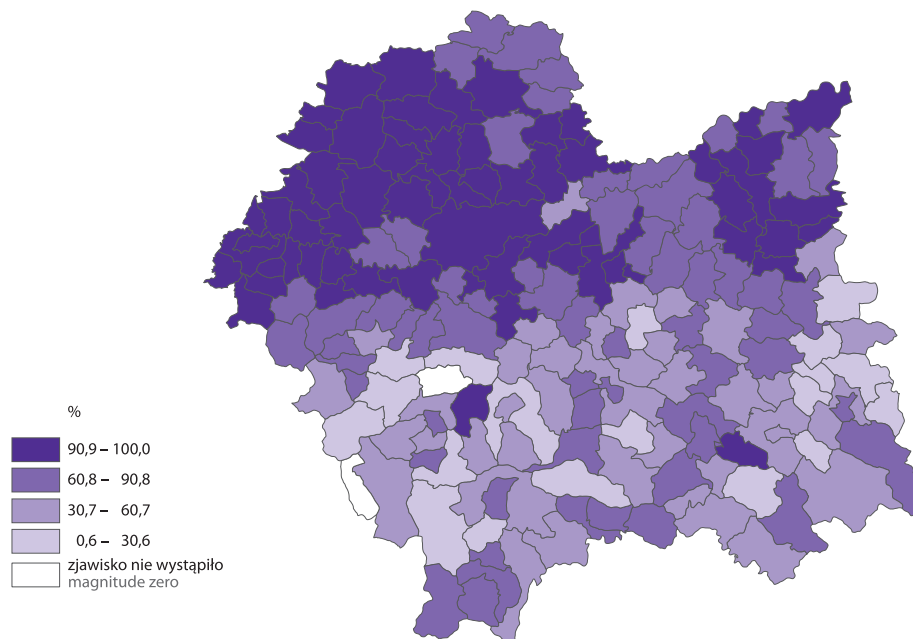 %
90,9 – 100,0
60,8 – 90,8
30,7 – 60,7
0,6 – 30,6
zjawisko nie wystąpiło
magnitude zero